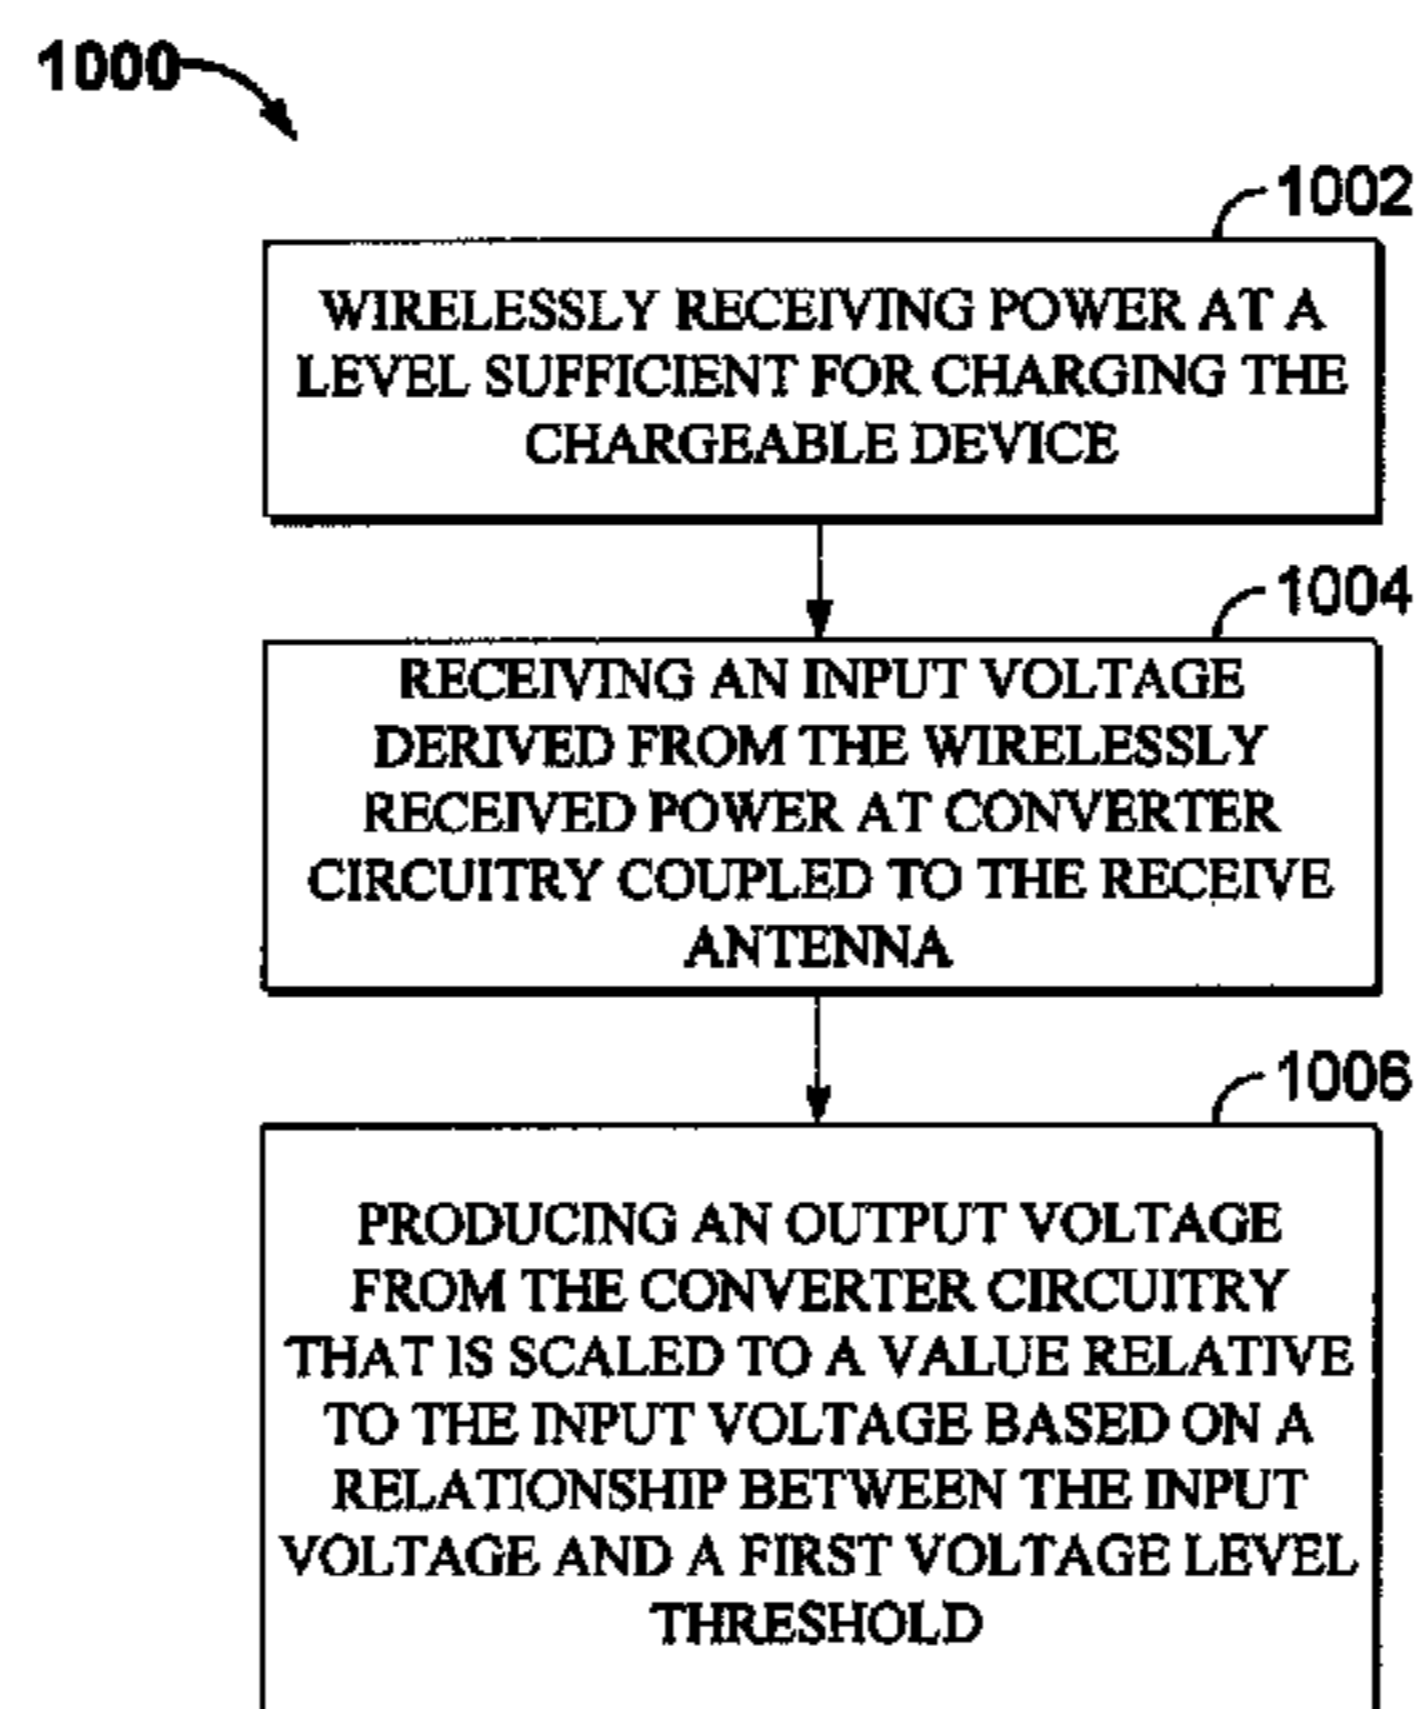 1000
1002
WIRELESSLY RECEIVING POWER AT A
LEVEL SUFFICIENT FOR CHARGING THE
CHARGEABLE DEVICE
1004
RECEIVING AN INPUT VOLTAGE
DERIVED FROM THE WIRELESSLY
RECEIVED POWER AT CONVERTER
CIRCUITRY COUPLED TO THE RECEIVE
ANTENNA
1006
PRODUCING AN OUTPUT VOLTAGE
FROM THE CONVERTER CIRCUITRY
THAT IS SCALED TO A VALUE RELATIVE
TO THE INPUT VOLTAGE BASED ON A
RELATIONSHIP BETWEEN THE INPUT
VOLTAGE AND A FIRST VOLTAGE LEVEL
THRESHOLD